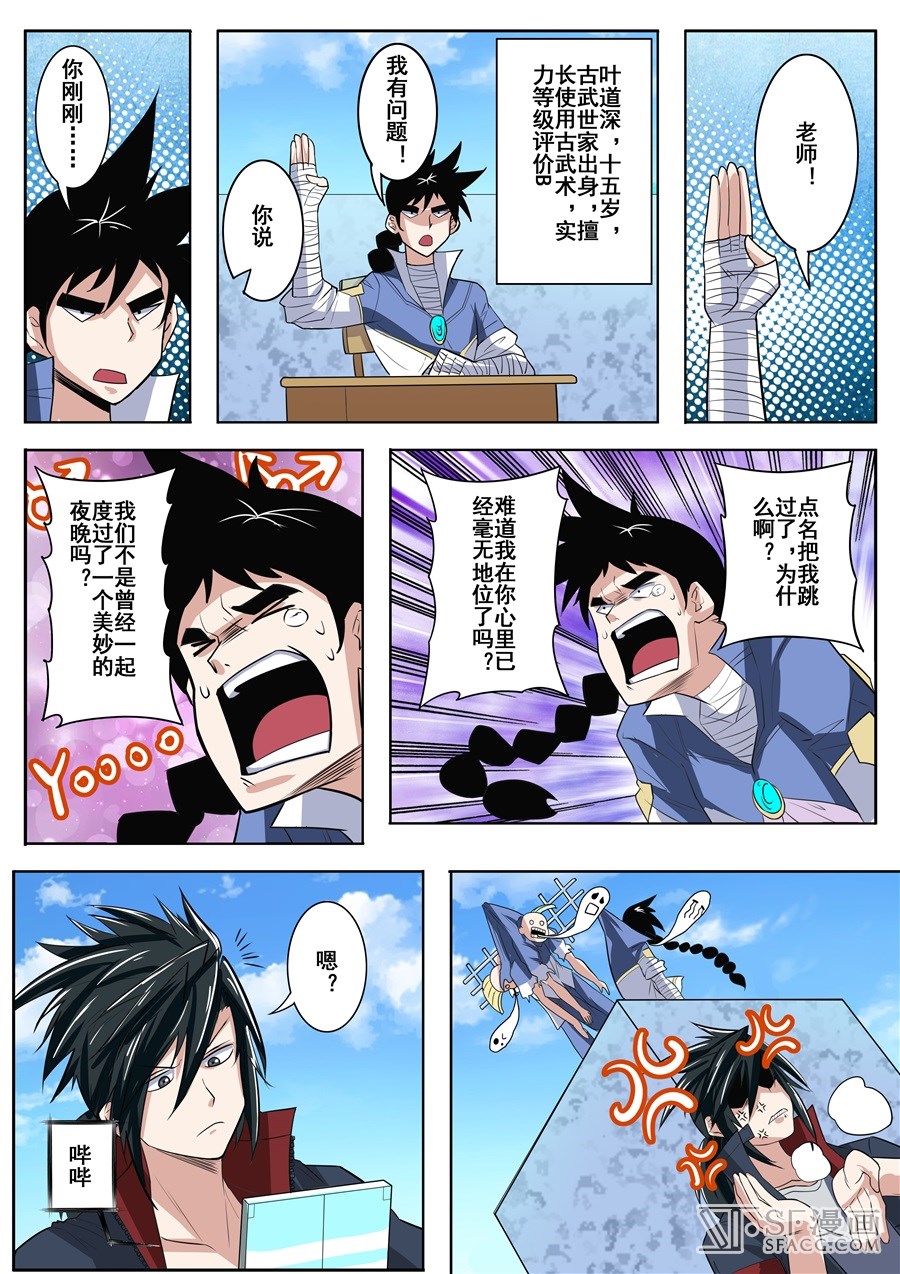 老师！
叶道深，十五岁，
古武世家出身，擅
长使用古武术，实
力等级评价B
我有问题！
你说
你刚刚……
点名把我跳
过了，为什
么啊？
难道我在你心里已
经毫无地位了吗？
我们不是曾经一起
度过了一个美妙的
夜晚吗？
Yoooo
嗯？
哔哔
SF漫画
SFACG.COM